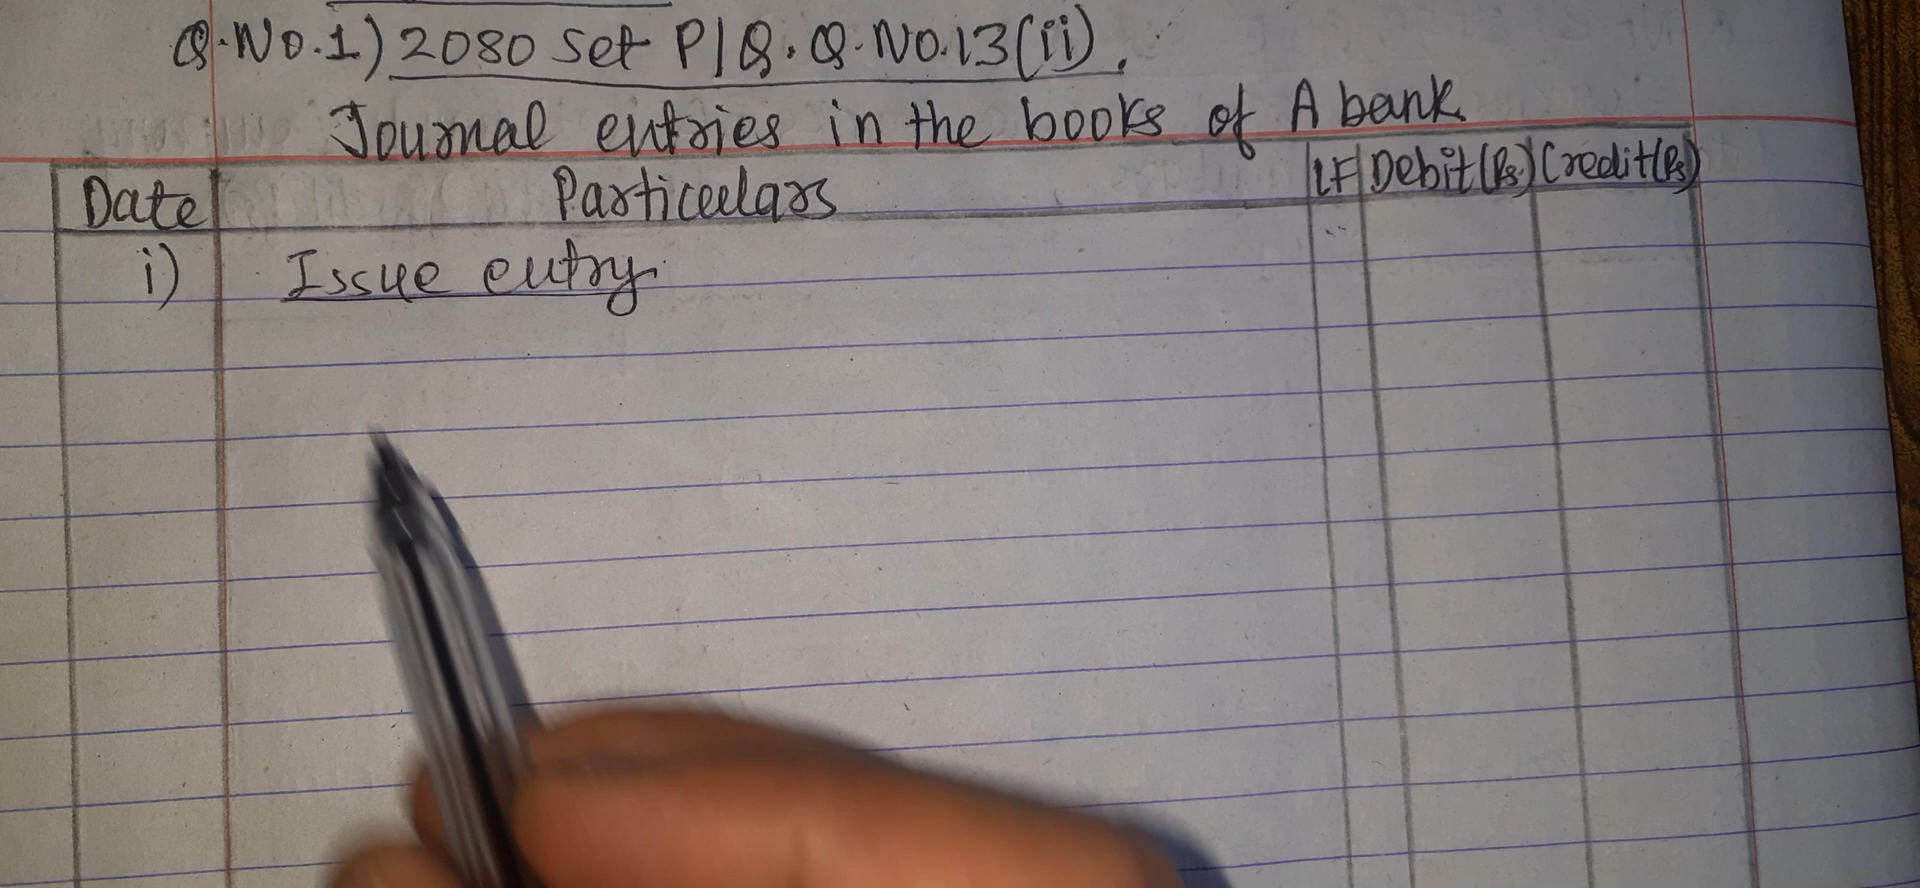 Q.No.1) 2080 Set P/Q. Q.No.13(ii).
Journal entries in the books of A bank
Date Particulars LF Debit(Rs.) Credit(Rs)
i) Issue entry.